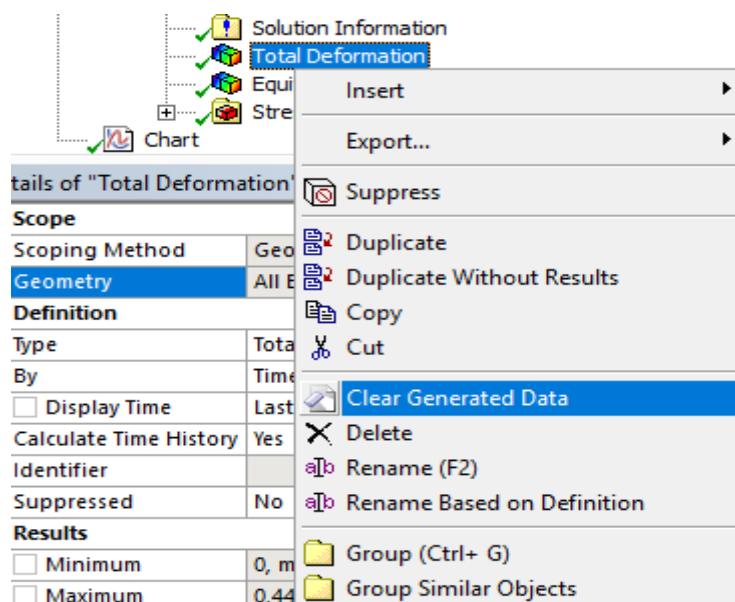 Solution Information
Total Deformation
Equi
Insert
Stre
Chart
Export...
tails of "Total Deformation"
Suppress
Scope
Scoping Method Geo
Duplicate
Geometry All E
Duplicate Without Results
Definition
Copy
Type Tota
Cut
By Time
Display Time Last
Clear Generated Data
Calculate Time History Yes
Delete
Identifier
Rename (F2)
Suppressed No
Rename Based on Definition
Results
Minimum 0, m
Group (Ctrl+ G)
Maximum 0,44
Group Similar Objects